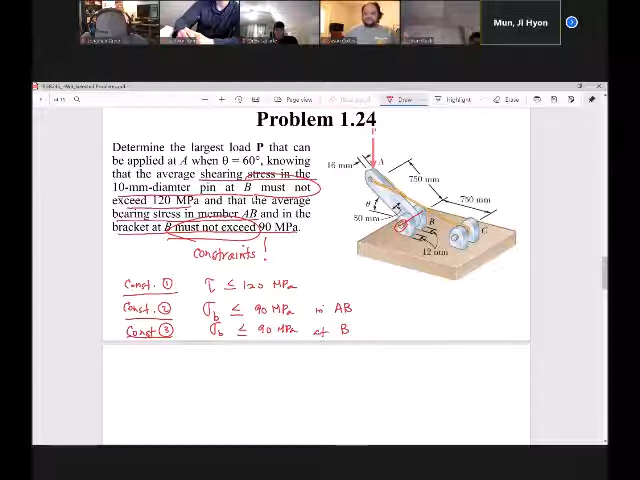 Mun, Ji Hyon
Page view
Draw
Highlight
Erase
Problem 1.24
Determine the largest load P that can
be applied at A when θ = 60°, knowing
that the average shearing stress in the
10-mm-diamter pin at B must not
exceed 120 MPa and that the average
bearing stress in member AB and in the
bracket at B must not exceed 90 MPa.
constraints !
Const. ① τ ≤ 120 MPa
Const. ② σb ≤ 90 MPa in AB
Const ③ σb ≤ 90 MPa at B
P
A
16 mm
750 mm
750 mm
θ
50 mm
B
C
12 mm